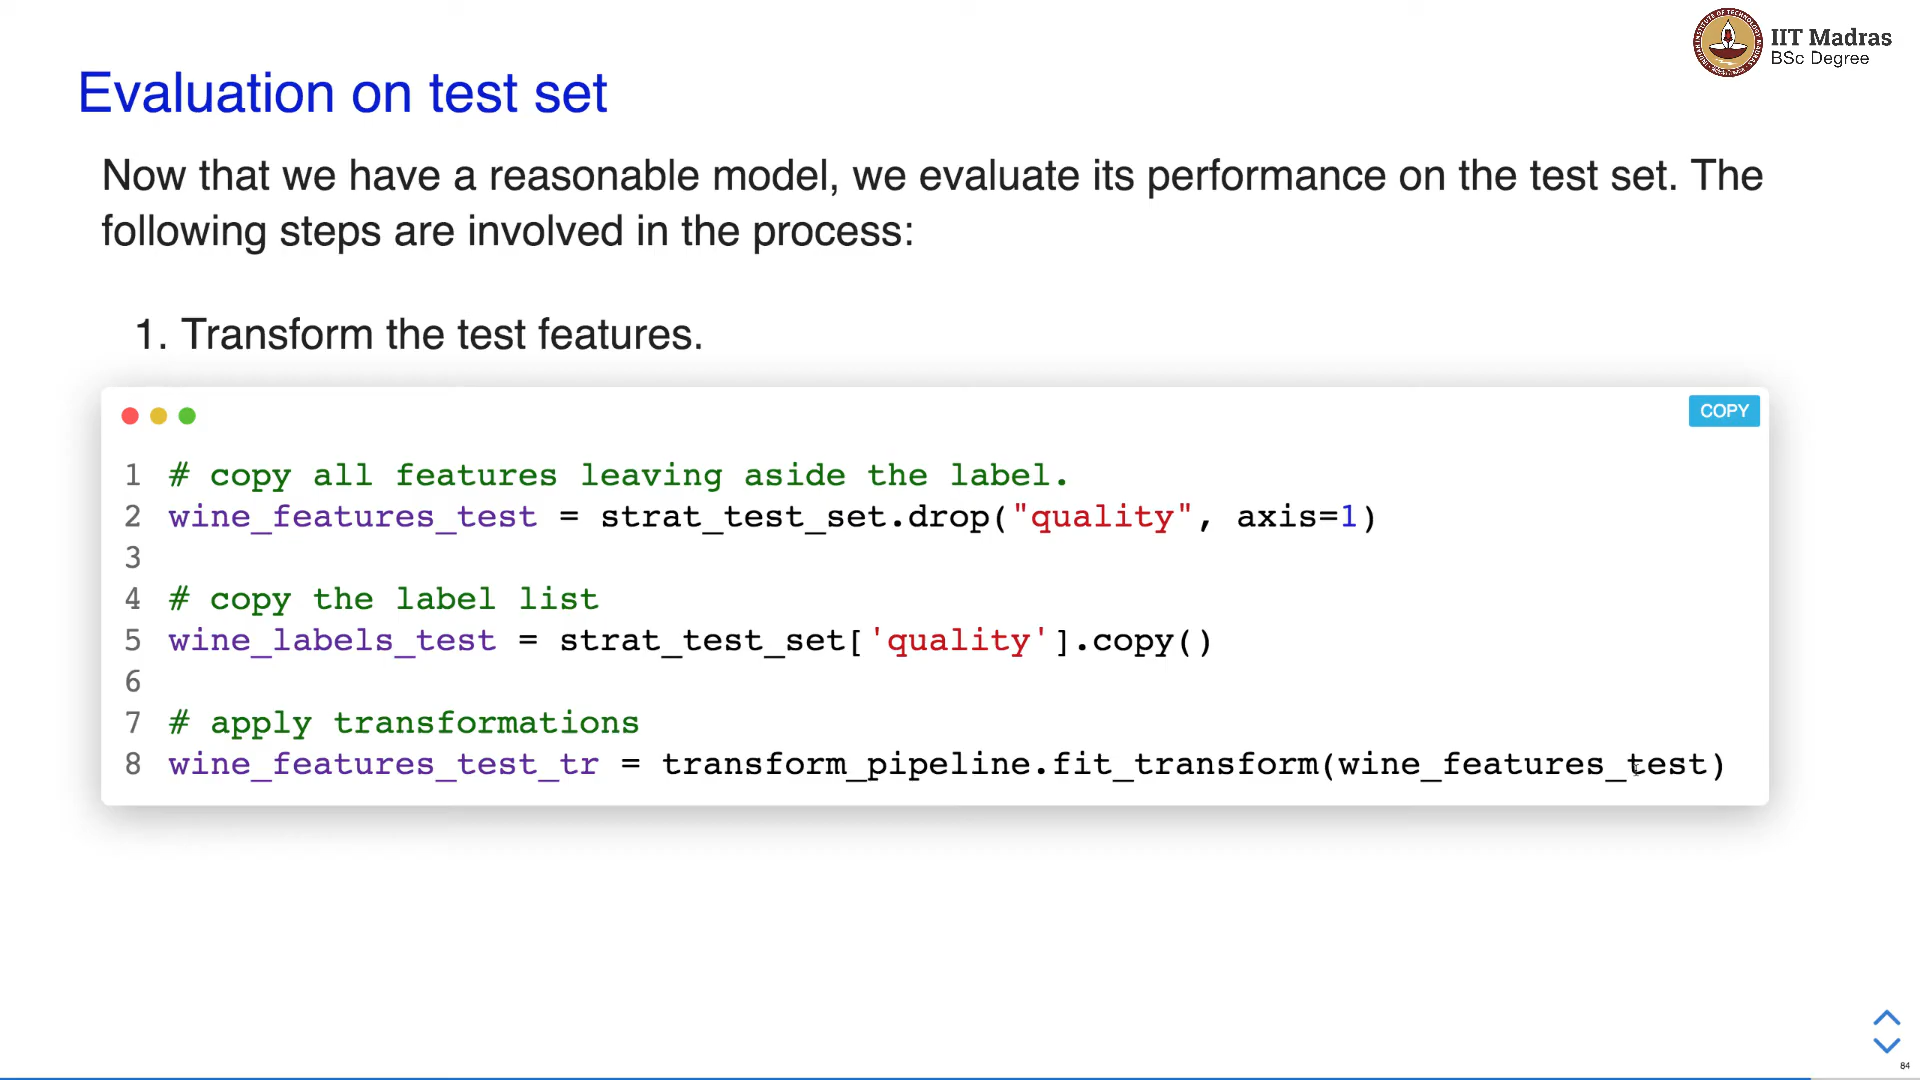 IIT Madras
BSc Degree
Evaluation on test set
Now that we have a reasonable model, we evaluate its performance on the test set. The
following steps are involved in the process:
1. Transform the test features.
COPY
1 # copy all features leaving aside the label.
2 wine_features_test = strat_test_set.drop("quality", axis=1)
3
4 # copy the label list
5 wine_labels_test = strat_test_set['quality'].copy()
6
7 # apply transformations
8 wine_features_test_tr = transform_pipeline.fit_transform(wine_features_test)
84